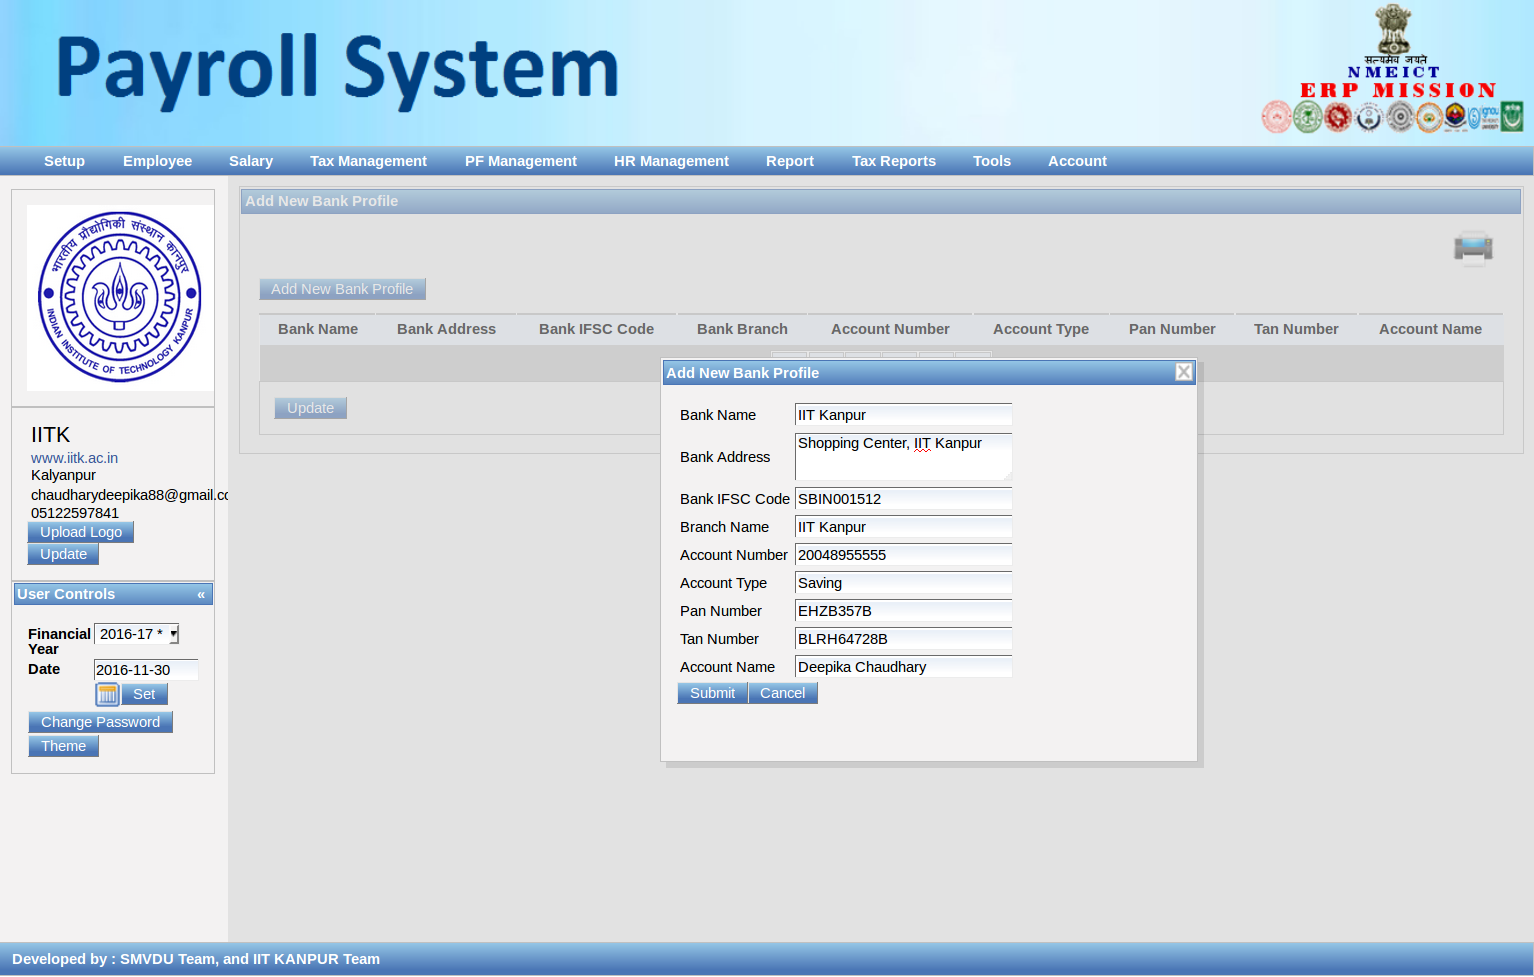 Payroll System
सत्यमेव जयते
NMEICT
ERP MISSION
Setup Employee Salary Tax Management PF Management HR Management Report Tax Reports Tools Account
भारतीय प्रौद्योगिकी संस्थान कानपुर
INDIAN INSTITUTE OF TECHNOLOGY KANPUR
IITK
www.iitk.ac.in
Kalyanpur
chaudharydeepika88@gmail.co
05122597841
Upload Logo
Update
User Controls «
Financial Year 2016-17 *
Date 2016-11-30
Set
Change Password
Theme
Add New Bank Profile
Add New Bank Profile
Bank Name Bank Address Bank IFSC Code Bank Branch Account Number Account Type Pan Number Tan Number Account Name
Update
Add New Bank Profile
Bank Name IIT Kanpur
Bank Address Shopping Center, IIT Kanpur
Bank IFSC Code SBIN001512
Branch Name IIT Kanpur
Account Number 20048955555
Account Type Saving
Pan Number EHZB357B
Tan Number BLRH64728B
Account Name Deepika Chaudhary
Submit Cancel
Developed by : SMVDU Team, and IIT KANPUR Team